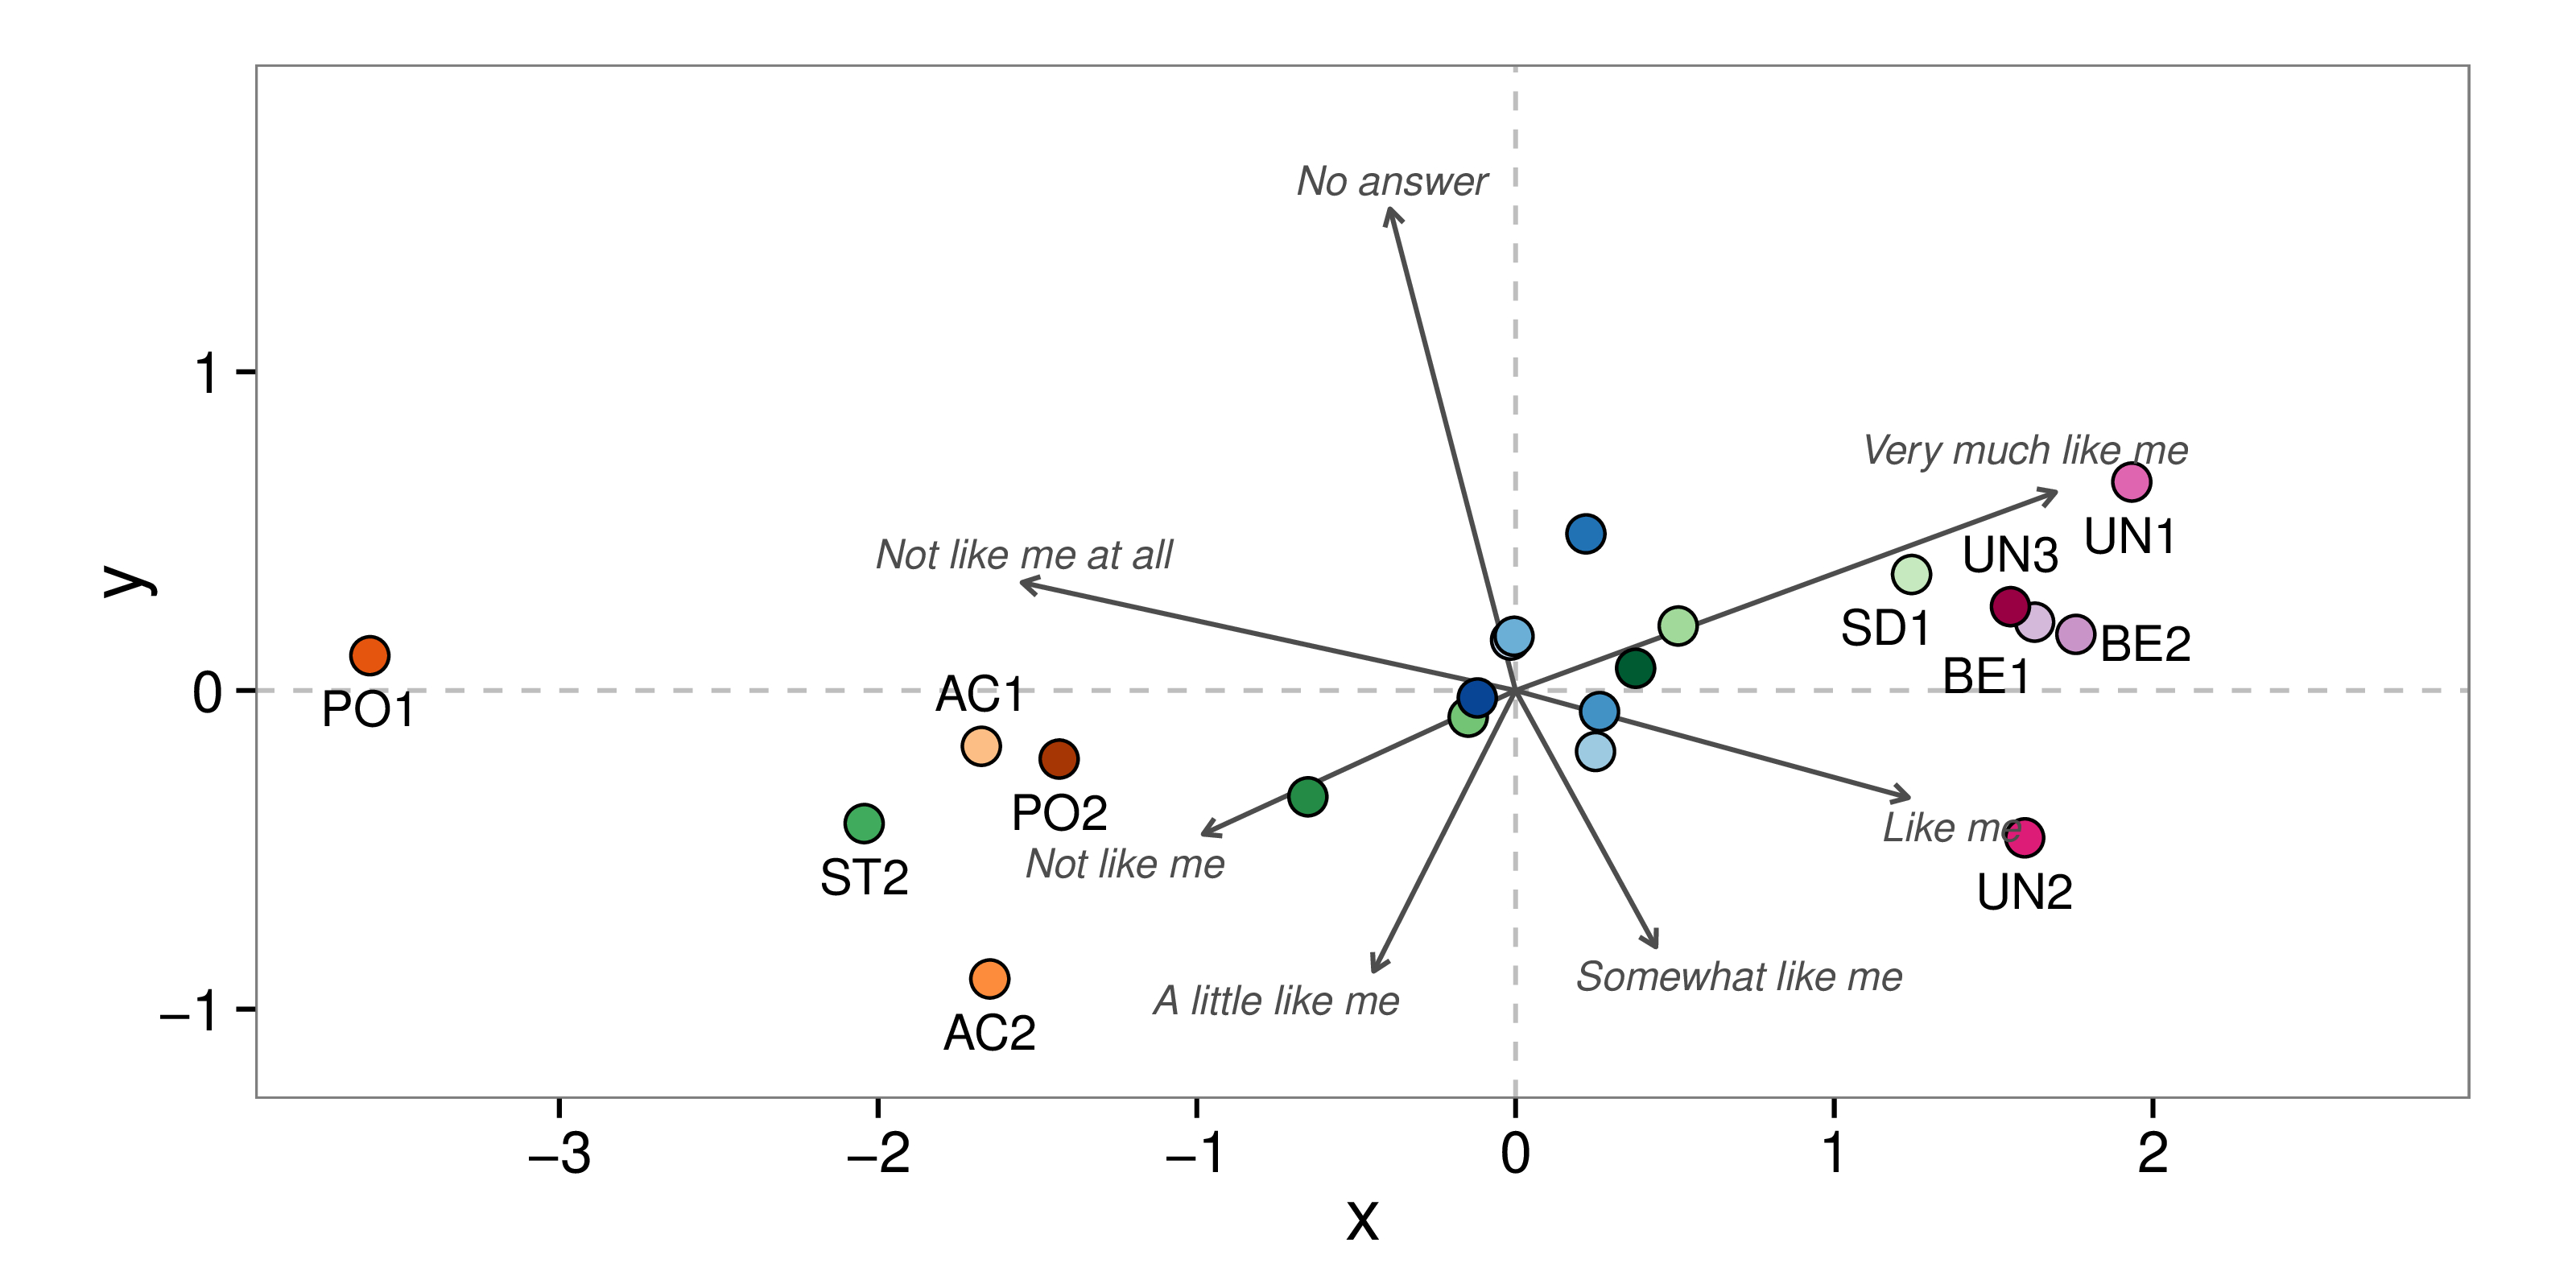 No answer
1
Very much like me
UN1
UN3
Not like me at all
y
SD1
BE2
BE1
0
AC1
PO1
PO2
Like me
Not like me
ST2
UN2
Somewhat like me
A little like me
−1
AC2
−3 −2 −1 0 1 2
x